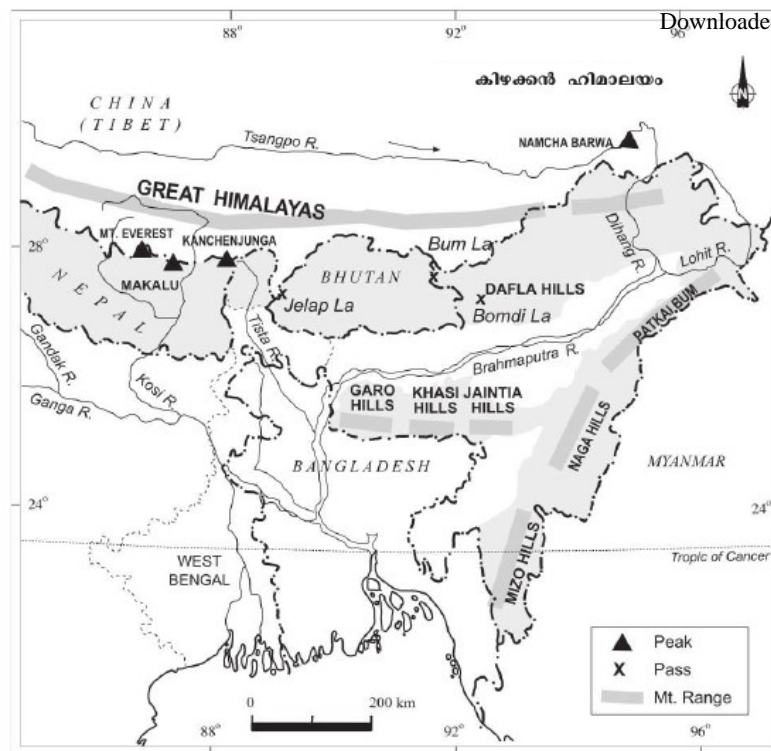 Downloade
88°
92°
96°
കിഴക്കൻ ഹിമാലയം
N
CHINA
(TIBET)
Tsangpo R.
NAMCHA BARWA
GREAT HIMALAYAS
MT. EVEREST
KANCHENJUNGA
28°
MAKALU
NEPAL
Bum La
BHUTAN
DAFLA HILLS
Jelap La
Bomdi La
Dihang R.
Lohit R.
PATKAI BUM
Tista R.
Brahmaputra R.
Gandak R.
Kosi R.
Ganga R.
GARO
HILLS
KHASI
HILLS
JAINTIA
HILLS
NAGA HILLS
BANGLADESH
MYANMAR
24°
24°
WEST
BENGAL
Tropic of Cancer
MIZO HILLS
Peak
Pass
Mt. Range
0
200 km
88°
92°
96°